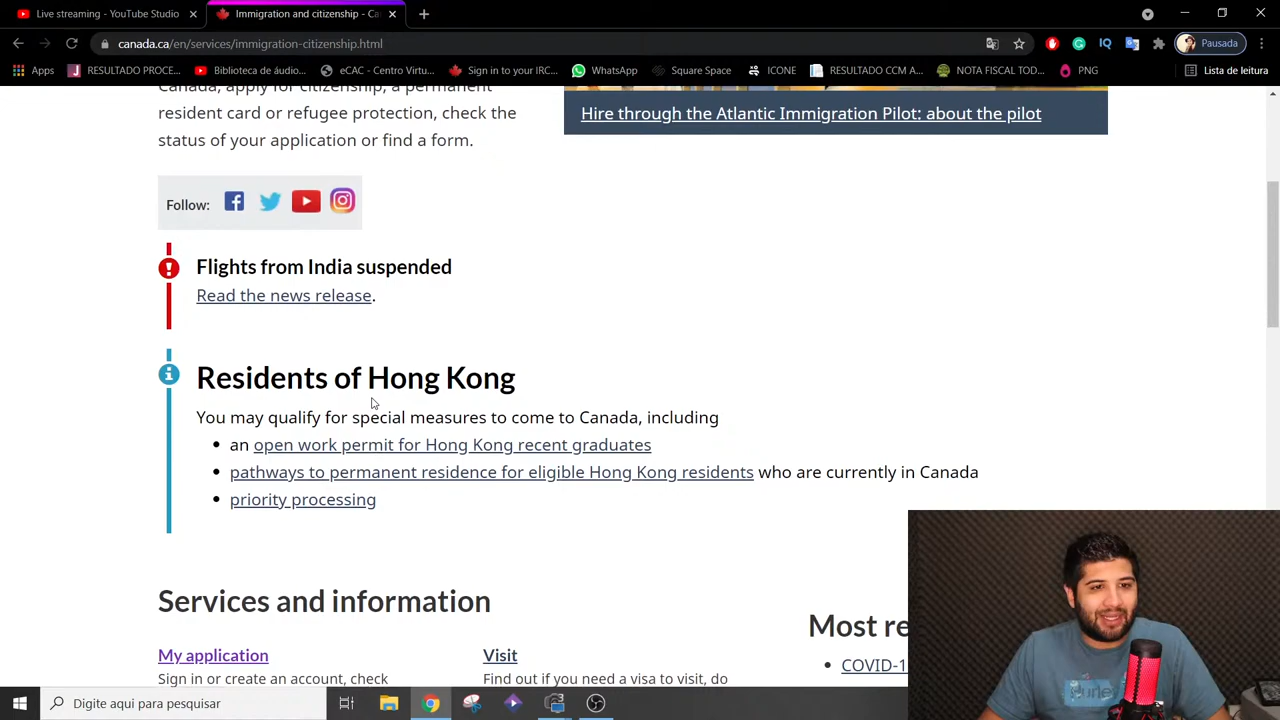 Live streaming - YouTube Studio
Immigration and citizenship - Ca
canada.ca/en/services/immigration-citizenship.html
Pausada
Apps
RESULTADO PROCE...
Biblioteca de áudio...
eCAC - Centro Virtu...
Sign in to your IRC...
WhatsApp
Square Space
ICONE
RESULTADO CCM A...
NOTA FISCAL TOD...
PNG
Lista de leitura
Canada, apply for citizenship, a permanent
resident card or refugee protection, check the
status of your application or find a form.
Hire through the Atlantic Immigration Pilot: about the pilot
Follow:
Flights from India suspended
Read the news release.
Residents of Hong Kong
You may qualify for special measures to come to Canada, including
an open work permit for Hong Kong recent graduates
pathways to permanent residence for eligible Hong Kong residents who are currently in Canada
priority processing
Services and information
Most re
My application
Sign in or create an account, check
Visit
Find out if you need a visa to visit, do
COVID-1
Digite aqui para pesquisar